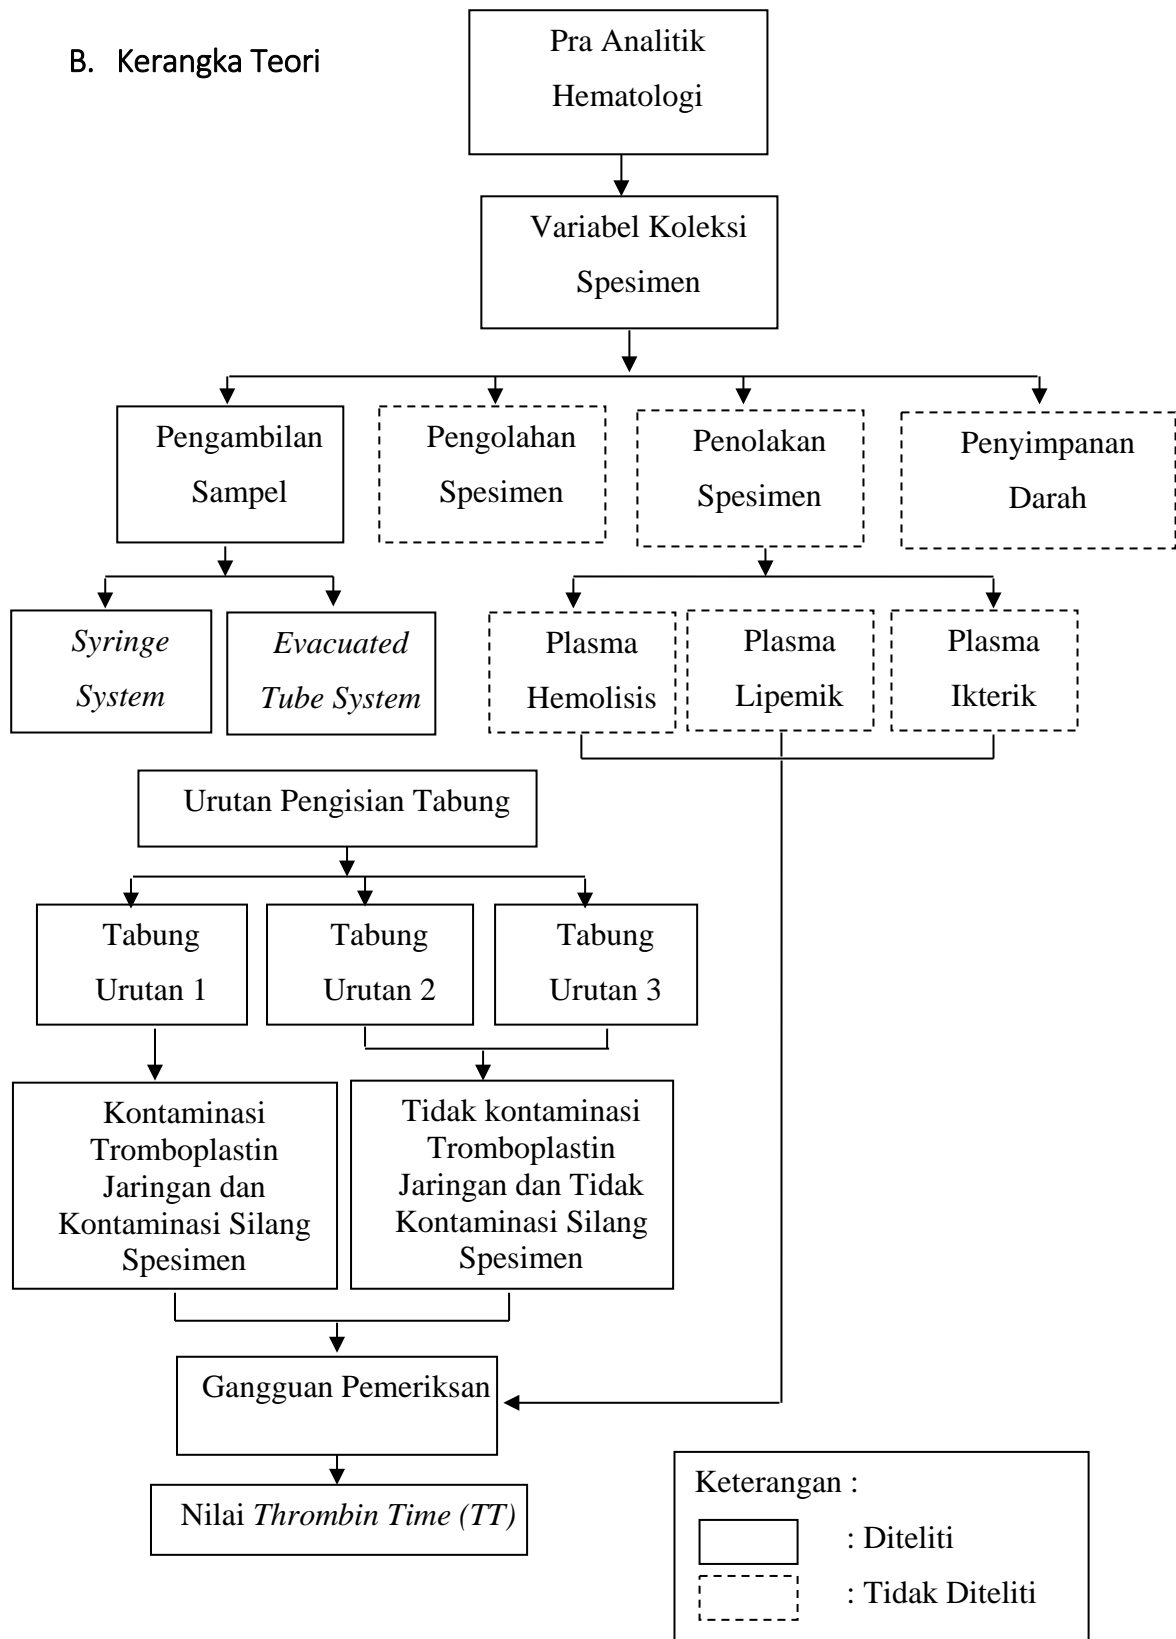 B. Kerangka Teori
Pra Analitik
Hematologi
Variabel Koleksi
Spesimen
Pengambilan
Sampel
Pengolahan
Spesimen
Penolakan
Spesimen
Penyimpanan
Darah
Syringe
System
Evacuated
Tube System
Plasma
Hemolisis
Plasma
Lipemik
Plasma
Ikterik
Urutan Pengisian Tabung
Tabung
Urutan 1
Tabung
Urutan 2
Tabung
Urutan 3
Kontaminasi
Tromboplastin
Jaringan dan
Kontaminasi Silang
Spesimen
Tidak kontaminasi
Tromboplastin
Jaringan dan Tidak
Kontaminasi Silang
Spesimen
Gangguan Pemeriksan
Nilai Thrombin Time (TT)
Keterangan :
: Diteliti
: Tidak Diteliti